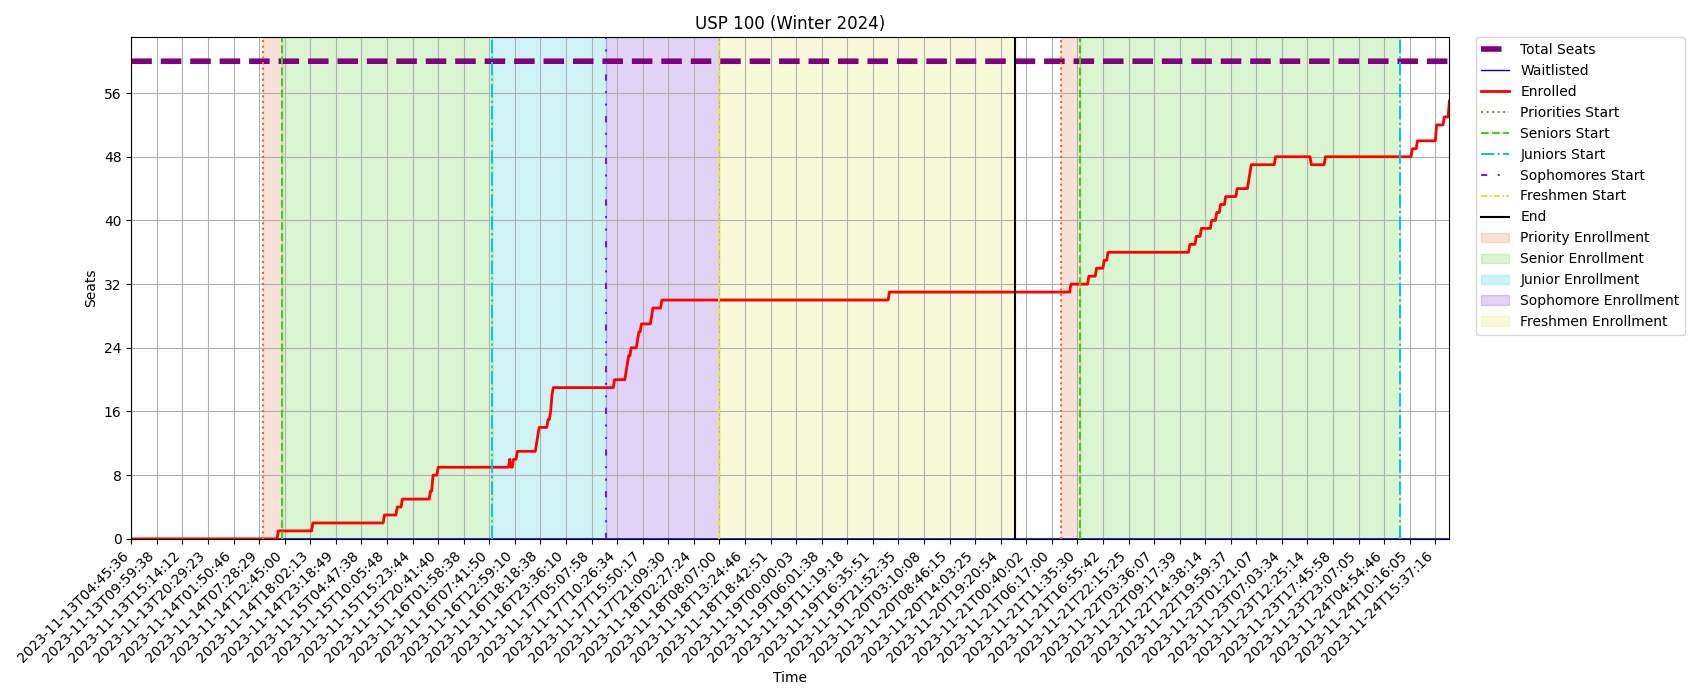 USP 100 (Winter 2024)
Seats
56
48
40
32
24
16
8
0
2023-11-13T04:45:36
2023-11-13T09:59:38
2023-11-13T15:14:12
2023-11-13T20:29:23
2023-11-14T01:50:46
2023-11-14T07:28:29
2023-11-14T12:45:00
2023-11-14T18:02:13
2023-11-14T23:18:49
2023-11-15T04:47:38
2023-11-15T10:05:48
2023-11-15T15:23:44
2023-11-15T20:41:40
2023-11-16T01:58:38
2023-11-16T07:41:50
2023-11-16T12:59:10
2023-11-16T18:18:38
2023-11-16T23:36:10
2023-11-17T05:07:58
2023-11-17T10:26:34
2023-11-17T15:50:17
2023-11-17T21:09:30
2023-11-18T02:27:24
2023-11-18T08:07:00
2023-11-18T13:24:46
2023-11-18T18:42:51
2023-11-19T00:00:03
2023-11-19T06:01:38
2023-11-19T11:19:18
2023-11-19T16:35:51
2023-11-19T21:52:35
2023-11-20T03:10:08
2023-11-20T08:46:15
2023-11-20T14:03:25
2023-11-20T19:20:54
2023-11-21T00:40:02
2023-11-21T06:17:00
2023-11-21T11:35:30
2023-11-21T16:55:42
2023-11-21T22:15:25
2023-11-22T03:36:07
2023-11-22T09:17:39
2023-11-22T14:38:14
2023-11-22T19:59:37
2023-11-23T01:21:07
2023-11-23T07:03:34
2023-11-23T12:25:14
2023-11-23T17:45:58
2023-11-23T23:07:05
2023-11-24T04:54:46
2023-11-24T10:16:05
2023-11-24T15:37:16
Time
Total Seats
Waitlisted
Enrolled
Priorities Start
Seniors Start
Juniors Start
Sophomores Start
Freshmen Start
End
Priority Enrollment
Senior Enrollment
Junior Enrollment
Sophomore Enrollment
Freshmen Enrollment